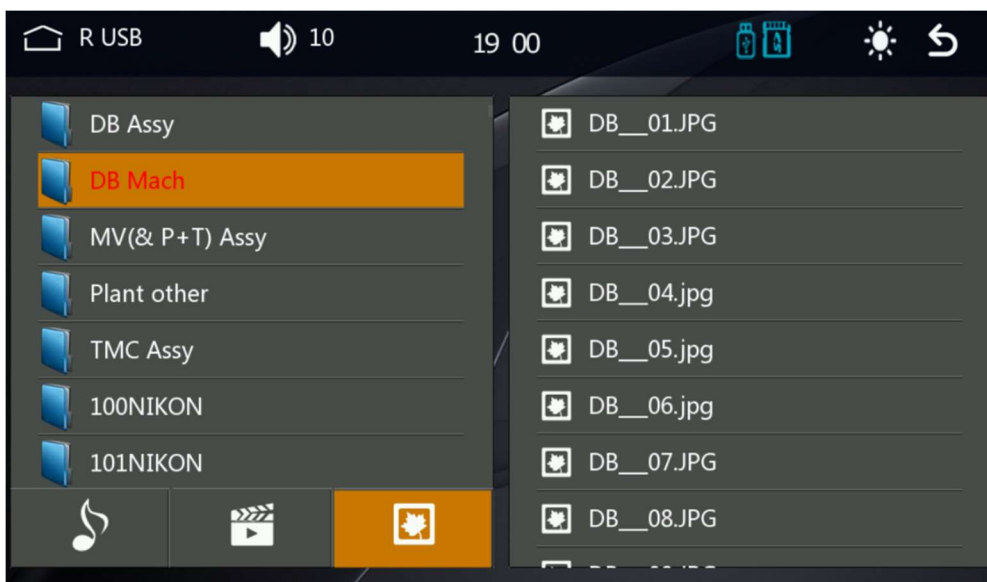 R USB 10 19 00
DB Assy
DB Mach
MV(& P+T) Assy
Plant other
TMC Assy
100NIKON
101NIKON
DB__01.JPG
DB__02.JPG
DB__03.JPG
DB__04.jpg
DB__05.jpg
DB__06.jpg
DB__07.JPG
DB__08.JPG